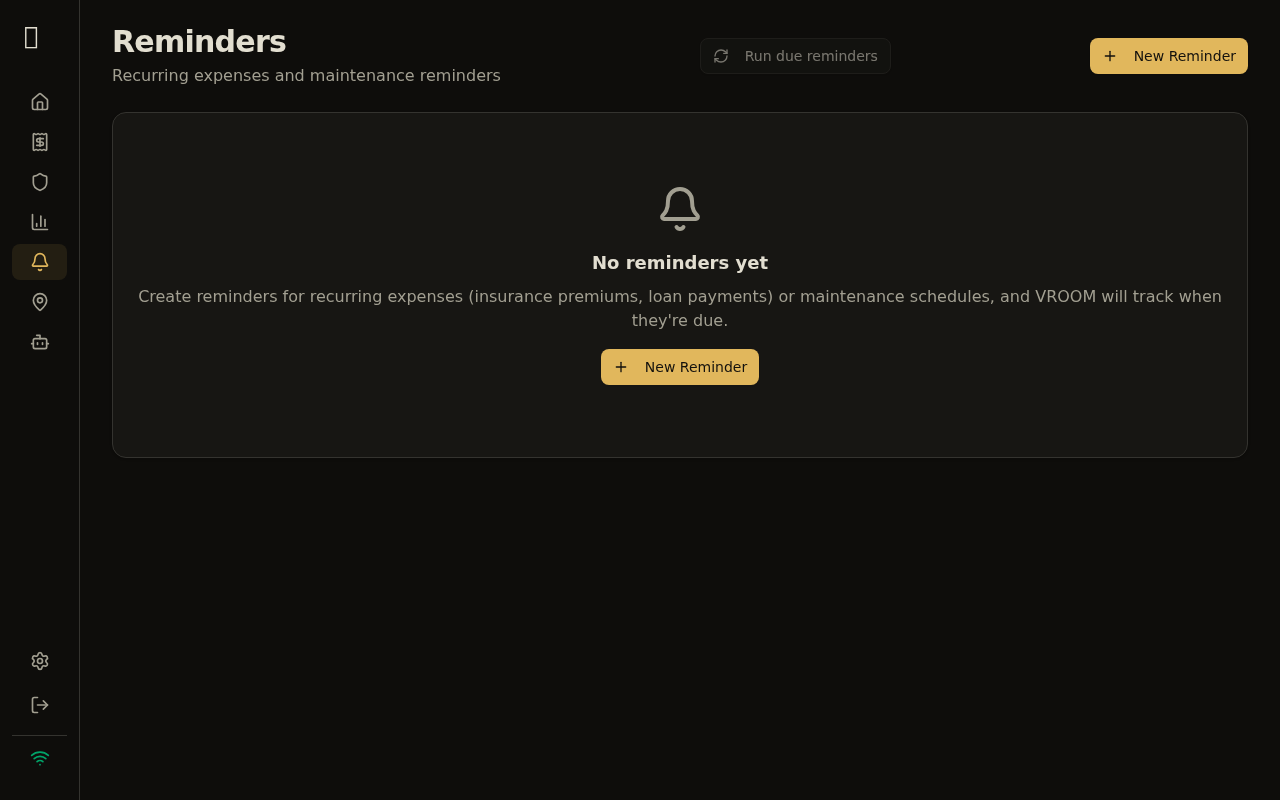 Reminders
Recurring expenses and maintenance reminders
Run due reminders
New Reminder
No reminders yet
Create reminders for recurring expenses (insurance premiums, loan payments) or maintenance schedules, and VROOM will track when
they're due.
New Reminder